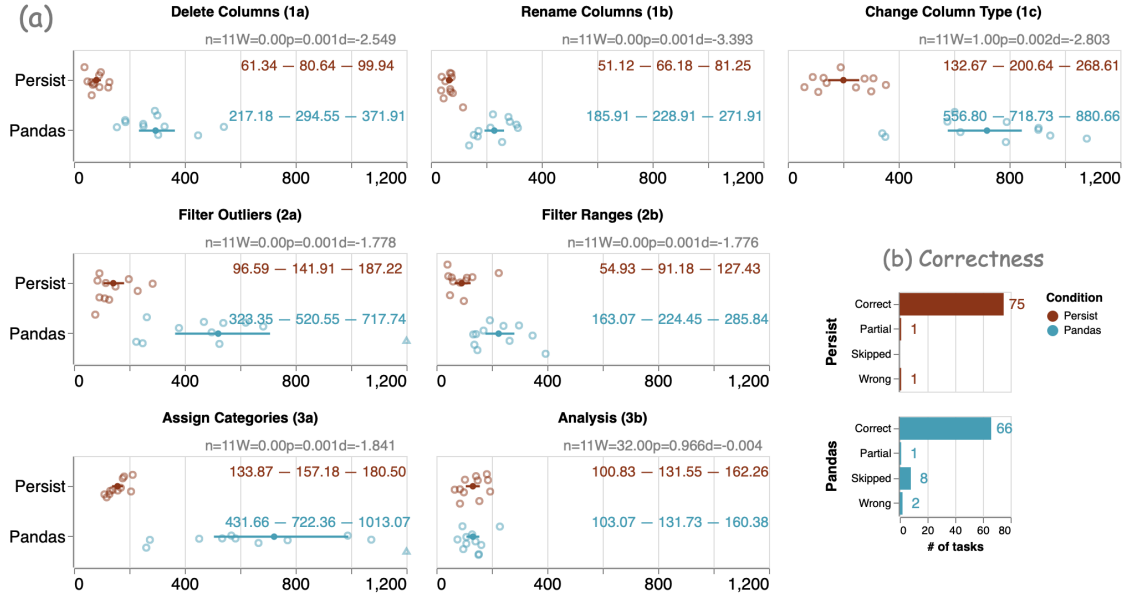 (a)
Delete Columns (1a)
n=11W=0.00p=0.001d=-2.549
Persist
61.34 — 80.64 — 99.94
Pandas
217.18 — 294.55 — 371.91
0 400 800 1,200
Rename Columns (1b)
n=11W=0.00p=0.001d=-3.393
51.12 — 66.18 — 81.25
185.91 — 228.91 — 271.91
0 400 800 1,200
Change Column Type (1c)
n=11W=1.00p=0.002d=-2.803
132.67 — 200.64 — 268.61
556.80 — 718.73 — 880.66
0 400 800 1,200
Filter Outliers (2a)
n=11W=0.00p=0.001d=-1.778
Persist
96.59 — 141.91 — 187.22
Pandas
323.35 — 520.55 — 717.74
0 400 800 1,200
Filter Ranges (2b)
n=11W=0.00p=0.001d=-1.776
54.93 — 91.18 — 127.43
163.07 — 224.45 — 285.84
0 400 800 1,200
Assign Categories (3a)
n=11W=0.00p=0.001d=-1.841
Persist
133.87 — 157.18 — 180.50
Pandas
431.66 — 722.36 — 1013.07
0 400 800 1,200
Analysis (3b)
n=11W=32.00p=0.966d=-0.004
100.83 — 131.55 — 162.26
103.07 — 131.73 — 160.38
0 400 800 1,200
(b) Correctness
Persist
Correct 75
Partial 1
Skipped
Wrong 1
Pandas
Correct 66
Partial 1
Skipped 8
Wrong 2
0 20 40 60 80
# of tasks
Condition
Persist
Pandas